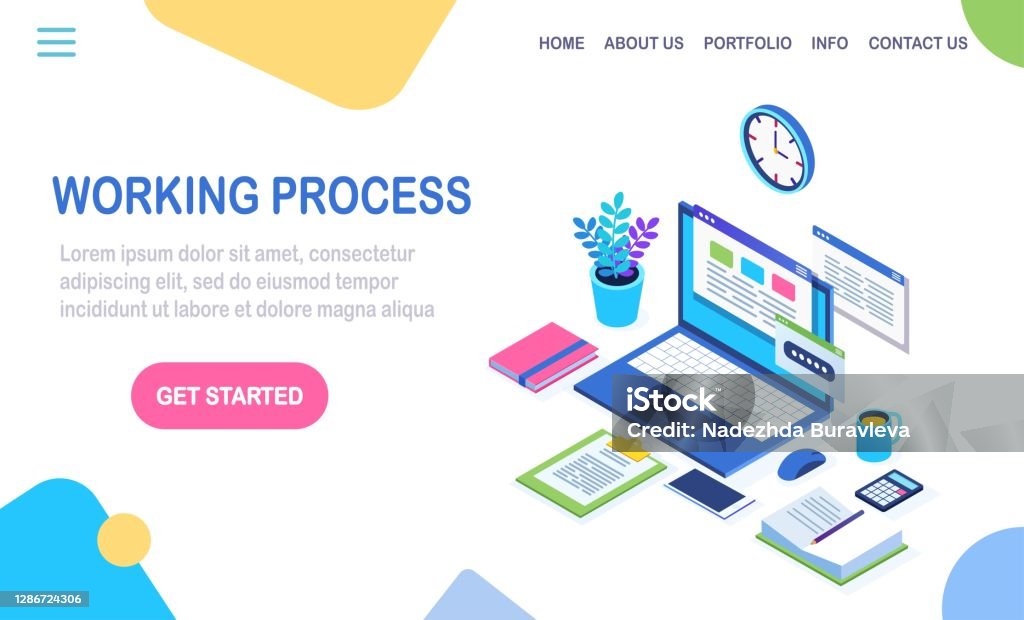 HOME ABOUT US PORTFOLIO INFO CONTACT US
WORKING PROCESS
Lorem ipsum dolor sit amet, consectetur
adipiscing elit, sed do eiusmod tempor
incididunt ut labore et dolore magna aliqua
GET STARTED
iStock™
Credit: Nadezhda Buravleva
1286724306